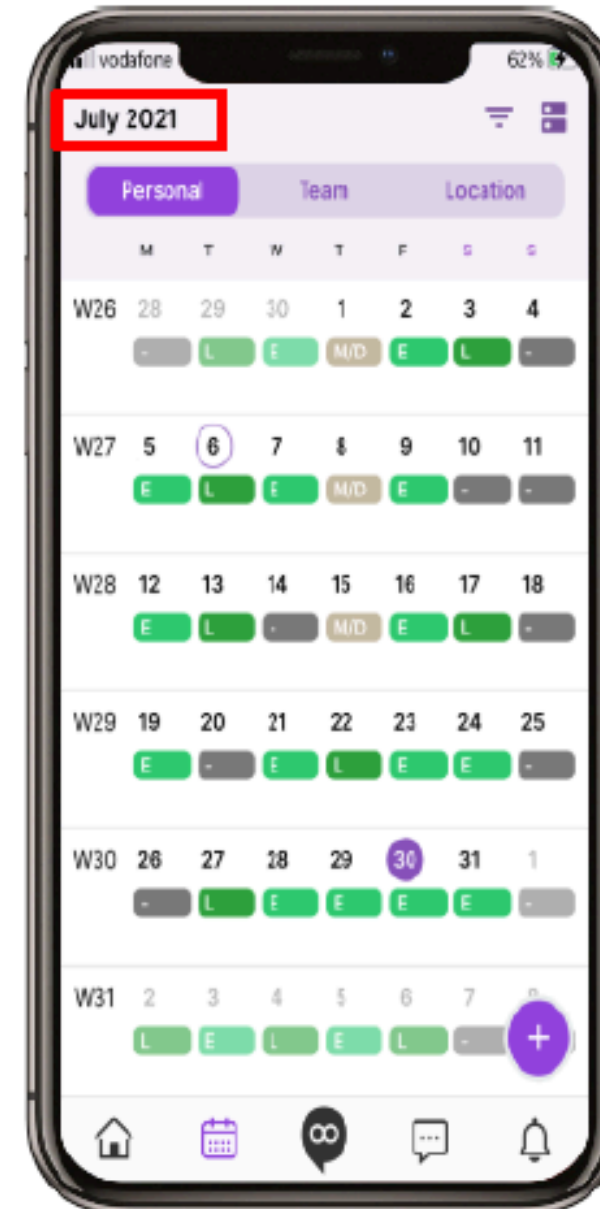 vodafone 62%
July 2021
Personal Team Location
M T W T F S S
W26 28 29 30 1 2 3 4
- L E M/D E L -
W27 5 6 7 8 9 10 11
E L E M/D E - -
W28 12 13 14 15 16 17 18
E L - M/D E L -
W29 19 20 21 22 23 24 25
E - E L E E -
W30 26 27 28 29 30 31 1
- L E E E E -
W31 2 3 4 5 6 7
L E L E L -
+